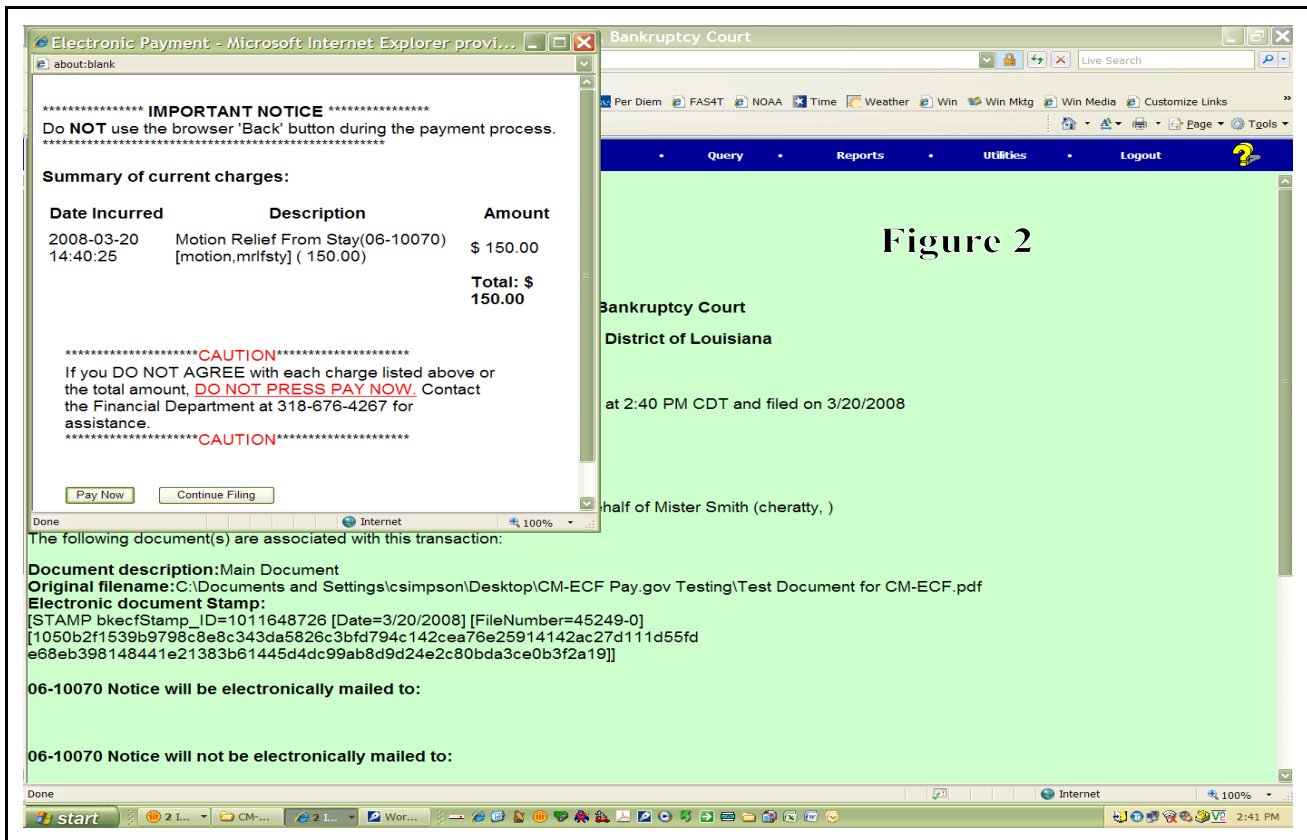 Electronic Payment - Microsoft Internet Explorer provi...
about:blank
**************** IMPORTANT NOTICE ****************
Do NOT use the browser 'Back' button during the payment process.
******************************************************
Summary of current charges:
Date Incurred Description Amount
2008-03-20 14:40:25 Motion Relief From Stay(06-10070) [motion,mrlfsty] ( 150.00) $ 150.00
Total: $ 150.00
*********************CAUTION*********************
If you DO NOT AGREE with each charge listed above or
the total amount, DO NOT PRESS PAY NOW. Contact
the Financial Department at 318-676-4267 for
assistance.
*********************CAUTION*********************
Pay Now Continue Filing
Done Internet 100%
Bankruptcy Court
Live Search
Per Diem FAS4T NOAA Time Weather Win Win Mktg Win Media Customize Links »
Page Tools
• Query • Reports • Utilities • Logout ?
Figure 2
Bankruptcy Court
District of Louisiana
at 2:40 PM CDT and filed on 3/20/2008
half of Mister Smith (cheratty, )
The following document(s) are associated with this transaction:
Document description:Main Document
Original filename:C:\Documents and Settings\csimpson\Desktop\CM-ECF Pay.gov Testing\Test Document for CM-ECF.pdf
Electronic document Stamp:
[STAMP bkecfStamp_ID=1011648726 [Date=3/20/2008] [FileNumber=45249-0]
[1050b2f1539b9798c8e8c343da5826c3bfd794c142cea76e25914142ac27d111d55fd
e68eb398148441e21383b61445d4dc99ab8d9d24e2c80bda3ce0b3f2a19]]
06-10070 Notice will be electronically mailed to:
06-10070 Notice will not be electronically mailed to:
Done Internet 100%
start 2 I... CM-... 2 I... Wor... 2:41 PM